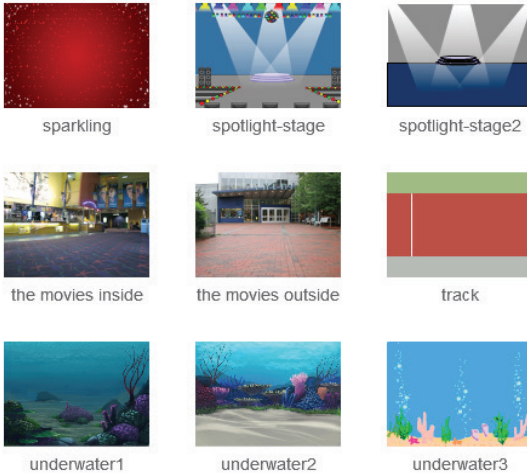 sparkling
spotlight-stage
spotlight-stage2
the movies inside
the movies outside
track
underwater1
underwater2
underwater3